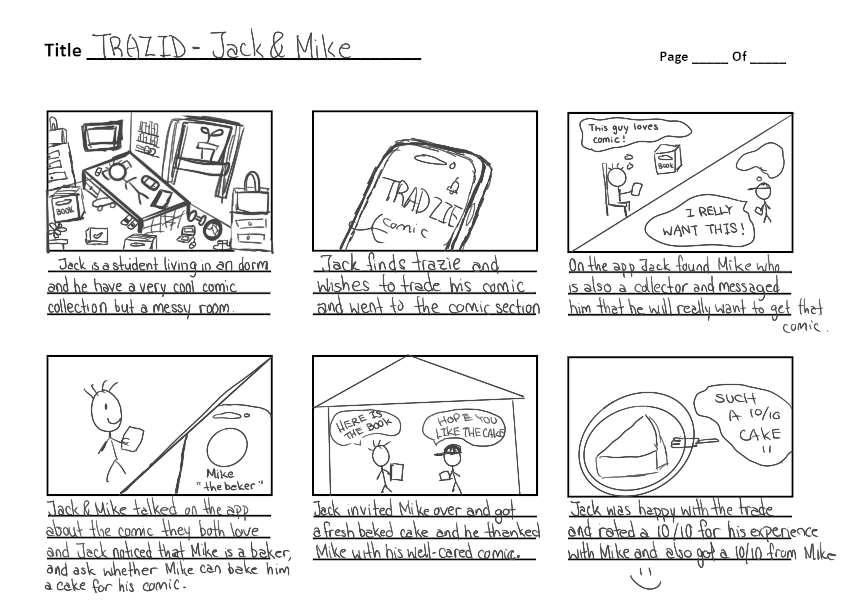 Title TRAZID - Jack & Mike
Page _____ Of _____
BOOK
TRADZIE
comic
This guy loves
comic!
BOOK
I RELLY
WANT THIS!
Jack is a student living in an dorm
and he have a very cool comic
collection but a messy room.
Jack finds trazie and
wishes to trade his comic
and went to the comic section
On the app Jack found Mike who
is also a collector and messaged
him that he will really want to get that
comic.
Mike
"the baker"
HERE IS
THE BOOK
HOPE YOU
LIKE THE CAKE
SUCH
A 10/10
CAKE
Jack & Mike talked on the app
about the comic they both love
and Jack noticed that Mike is a baker,
and ask whether Mike can bake him
a cake for his comic.
Jack invited Mike over and got
a fresh baked cake and he thanked
Mike with his well-cared comic.
Jack was happy with the trade
and rated a 10/10 for his experience
with Mike and also got a 10/10 from Mike